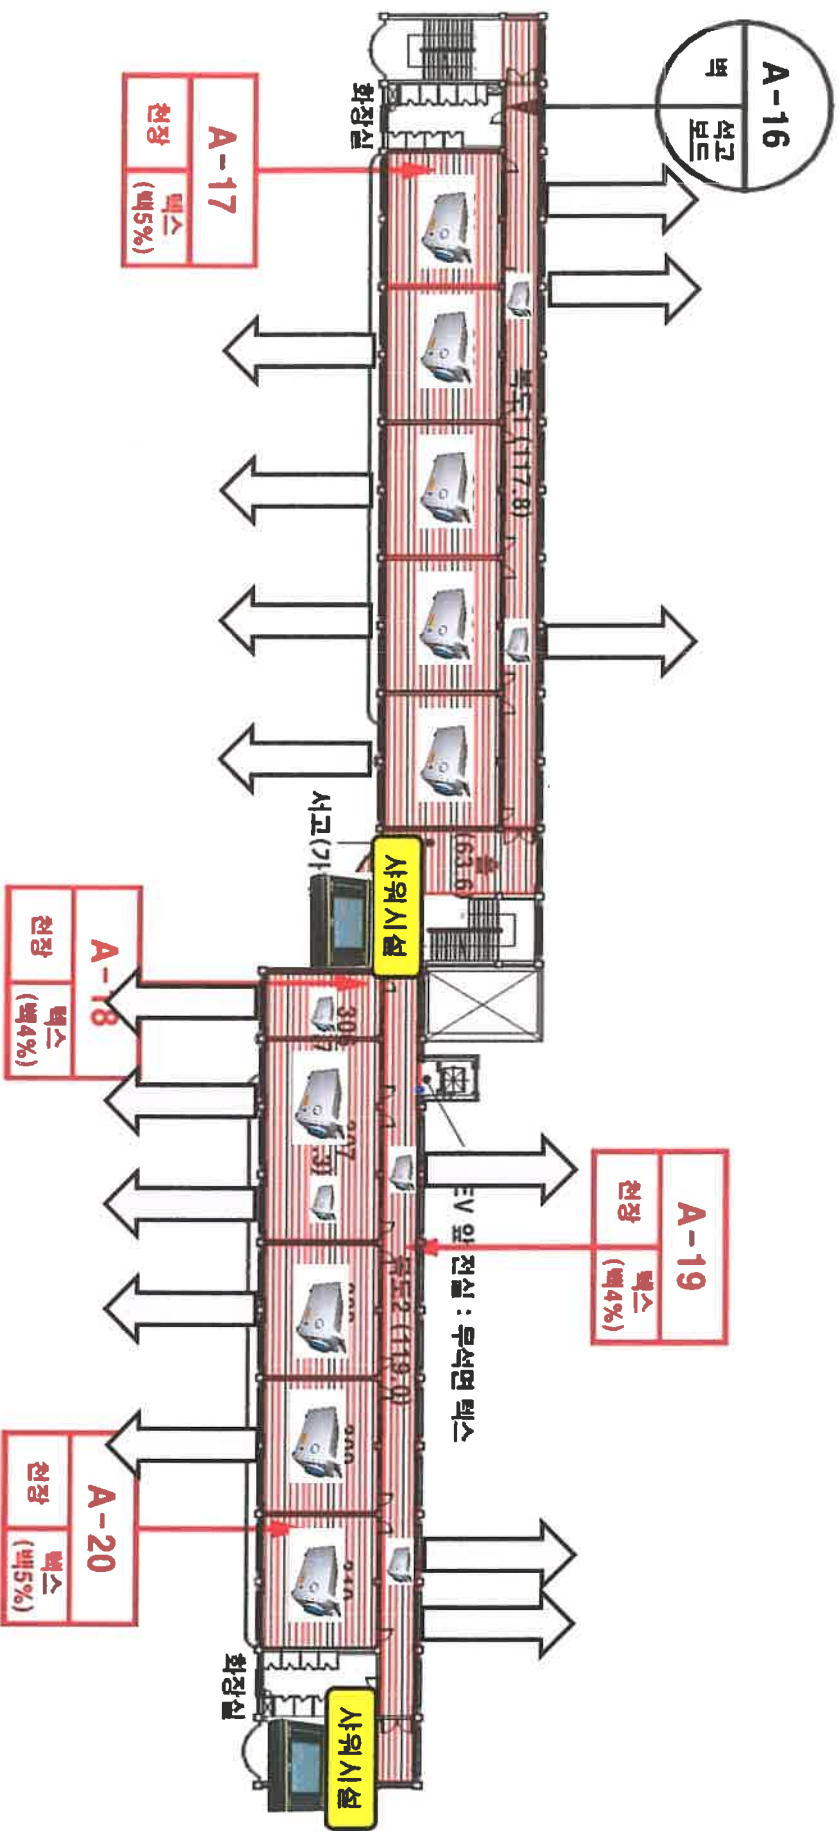 A-16
벽
석고
보드
A-17
천장
텍스
(백5%)
화장실
복도1 (117.8)
홀
(63.6)
서고(가
샤워시설
A-18
천장
텍스
(백4%)
306
307
A-19
천장
텍스
(백4%)
EV 앞 전실 : 무석면 텍스
복도2 (119.0)
A-20
천장
텍스
(백5%)
화장실
샤워시설